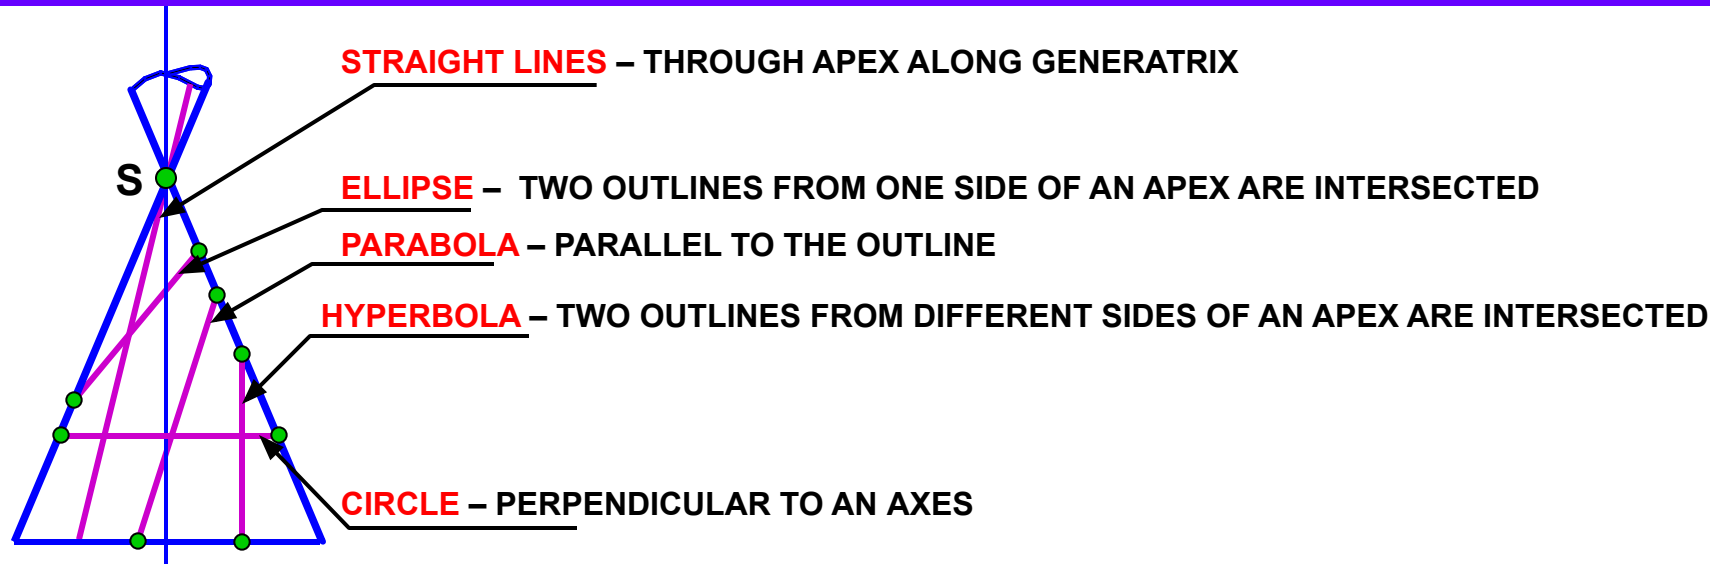 STRAIGHT LINES – THROUGH APEX ALONG GENERATRIX
S
ELLIPSE – TWO OUTLINES FROM ONE SIDE OF AN APEX ARE INTERSECTED
PARABOLA – PARALLEL TO THE OUTLINE
HYPERBOLA – TWO OUTLINES FROM DIFFERENT SIDES OF AN APEX ARE INTERSECTED
CIRCLE – PERPENDICULAR TO AN AXES